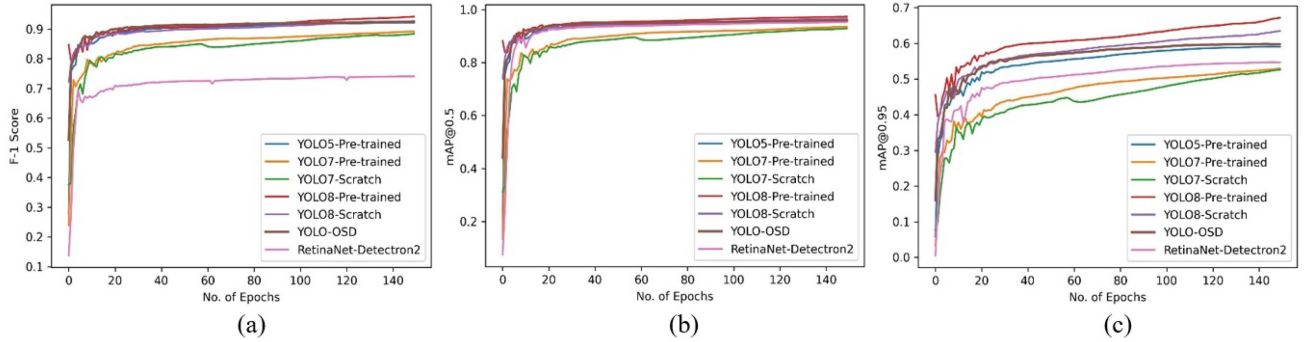 F-1 Score
0.9
0.8
0.7
0.6
0.5
0.4
0.3
0.2
0.1
YOLO5-Pre-trained
YOLO7-Pre-trained
YOLO7-Scratch
YOLO8-Pre-trained
YOLO8-Scratch
YOLO-OSD
RetinaNet-Detectron2
0 20 40 60 80 100 120 140
No. of Epochs
(a)
mAP@0.5
1.0
0.8
0.6
0.4
0.2
YOLO5-Pre-trained
YOLO7-Pre-trained
YOLO7-Scratch
YOLO8-Pre-trained
YOLO8-Scratch
YOLO-OSD
RetinaNet-Detectron2
0 20 40 60 80 100 120 140
No. of Epochs
(b)
mAP@0.95
0.7
0.6
0.5
0.4
0.3
0.2
0.1
0.0
YOLO5-Pre-trained
YOLO7-Pre-trained
YOLO7-Scratch
YOLO8-Pre-trained
YOLO8-Scratch
YOLO-OSD
RetinaNet-Detectron2
0 20 40 60 80 100 120 140
No. of Epochs
(c)